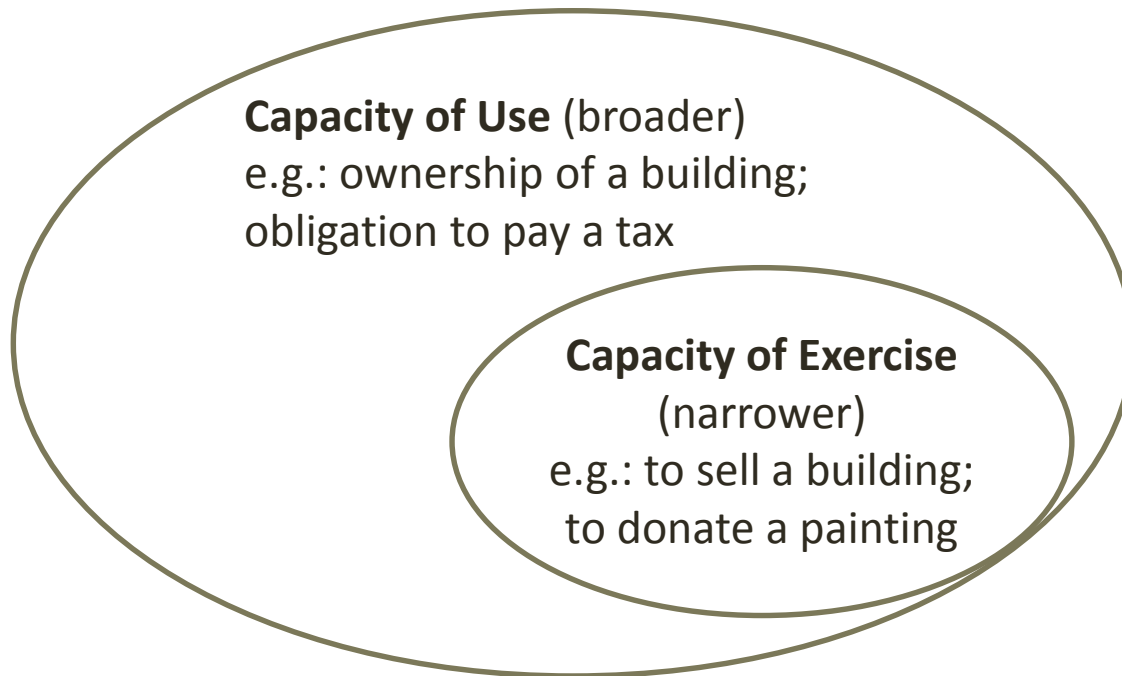 Capacity of Use (broader)
e.g.: ownership of a building;
obligation to pay a tax
Capacity of Exercise
(narrower)
e.g.: to sell a building;
to donate a painting